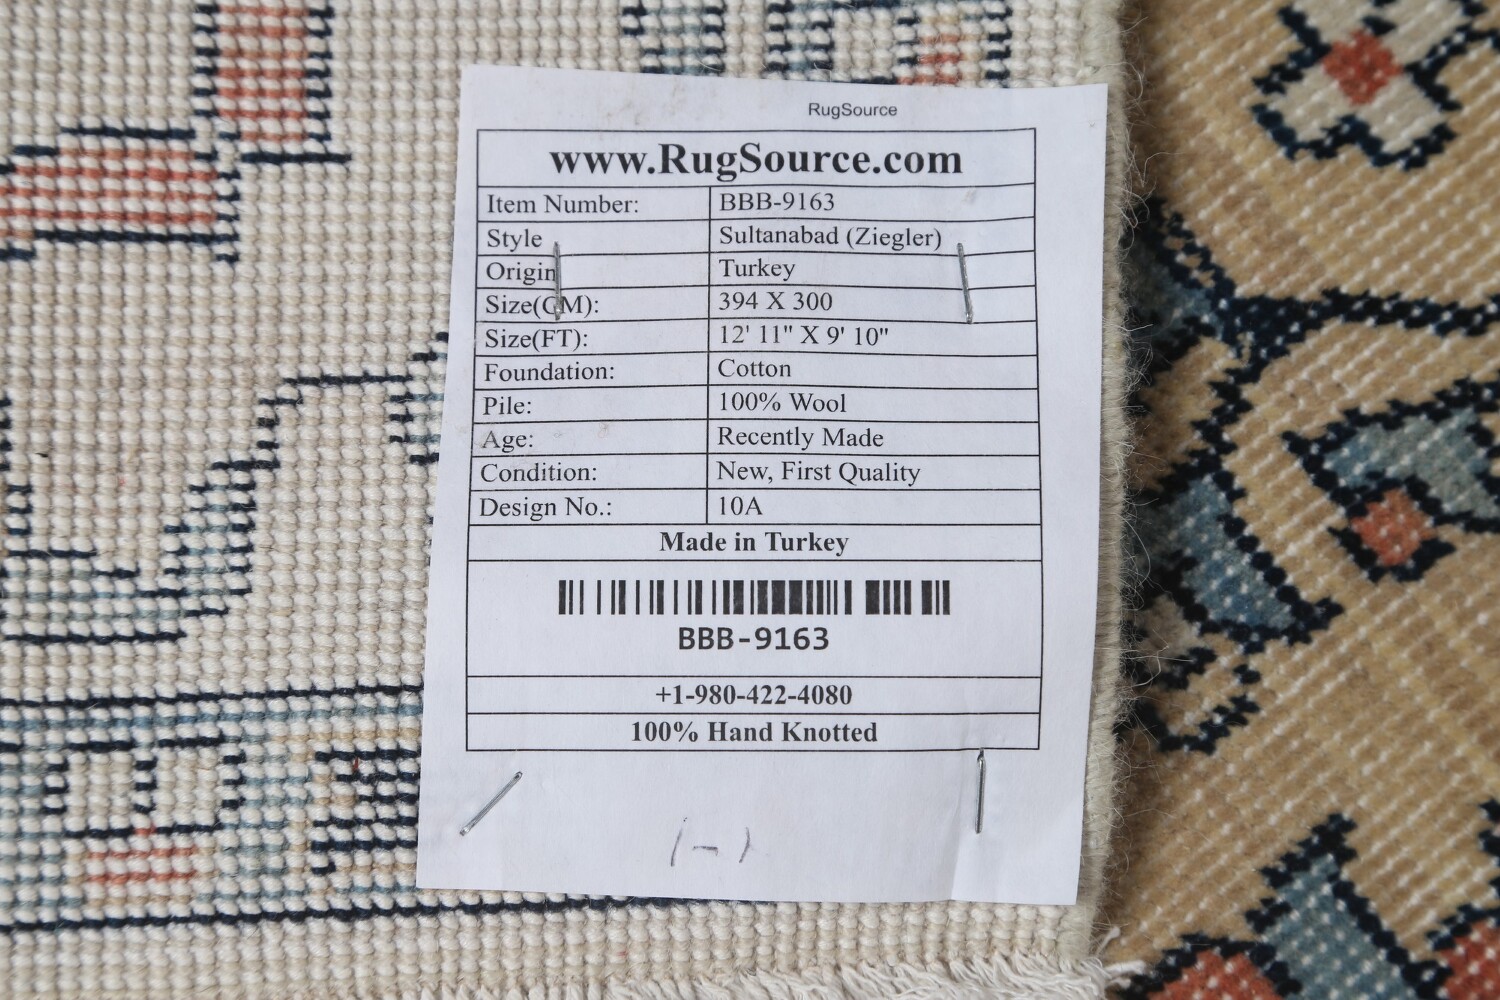 RugSource
www.RugSource.com
Item Number: BBB-9163
Style Sultanabad (Ziegler)
Origin Turkey
Size(CM): 394 X 300
Size(FT): 12' 11" X 9' 10"
Foundation: Cotton
Pile: 100% Wool
Age: Recently Made
Condition: New, First Quality
Design No.: 10A
Made in Turkey
BBB-9163
+1-980-422-4080
100% Hand Knotted